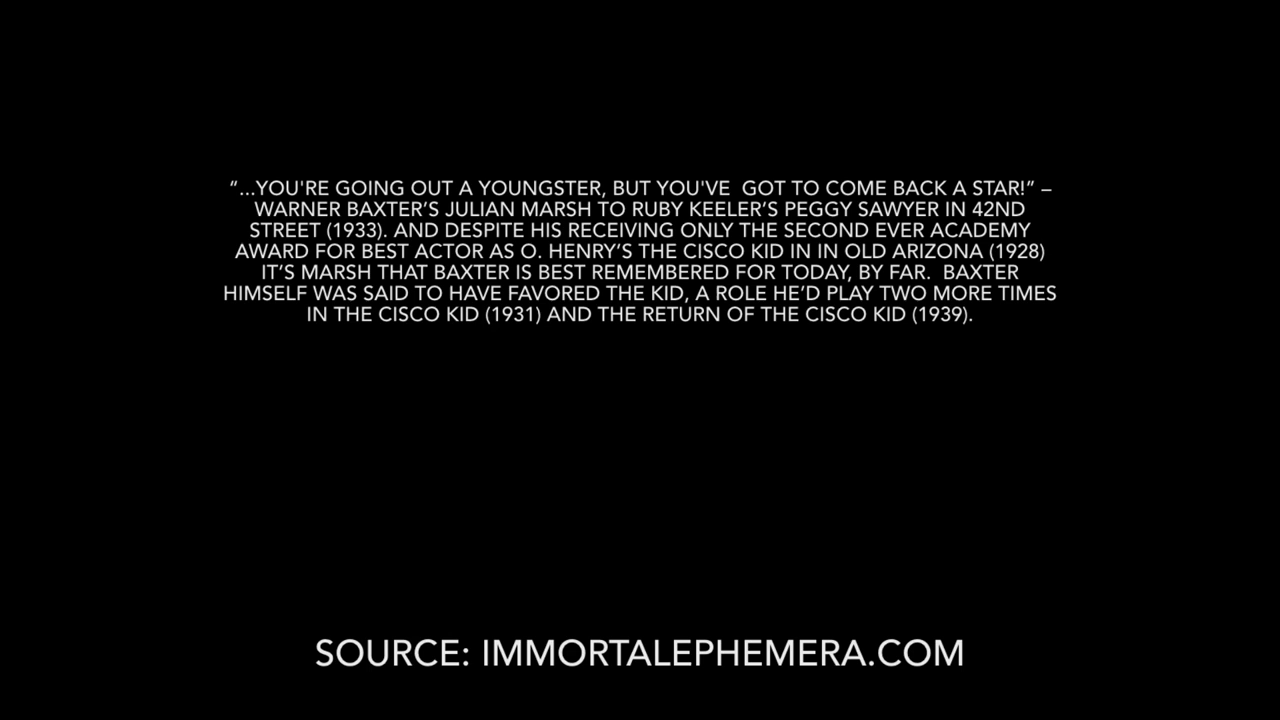 “...YOU'RE GOING OUT A YOUNGSTER, BUT YOU'VE  GOT TO COME BACK A STAR!” –
WARNER BAXTER’S JULIAN MARSH TO RUBY KEELER’S PEGGY SAWYER IN 42ND
STREET (1933). AND DESPITE HIS RECEIVING ONLY THE SECOND EVER ACADEMY
AWARD FOR BEST ACTOR AS O. HENRY’S THE CISCO KID IN IN OLD ARIZONA (1928)
IT’S MARSH THAT BAXTER IS BEST REMEMBERED FOR TODAY, BY FAR.  BAXTER
HIMSELF WAS SAID TO HAVE FAVORED THE KID, A ROLE HE’D PLAY TWO MORE TIMES
IN THE CISCO KID (1931) AND THE RETURN OF THE CISCO KID (1939).
SOURCE: IMMORTALEPHEMERA.COM